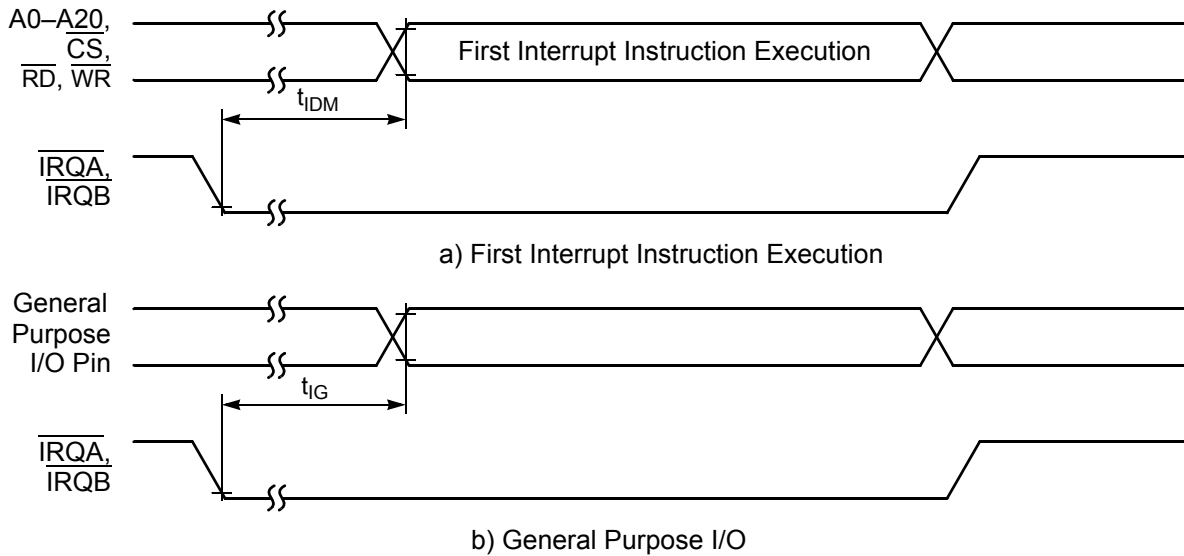 A0–A20,
CS,
RD, WR
First Interrupt Instruction Execution
tIDM
IRQA,
IRQB
a) First Interrupt Instruction Execution
General
Purpose
I/O Pin
tIG
IRQA,
IRQB
b) General Purpose I/O